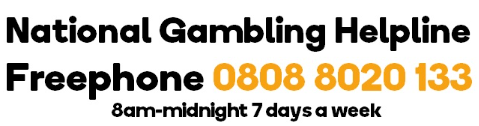 National Gambling Helpline
Freephone 0808 8020 133
8am-midnight 7 days a week